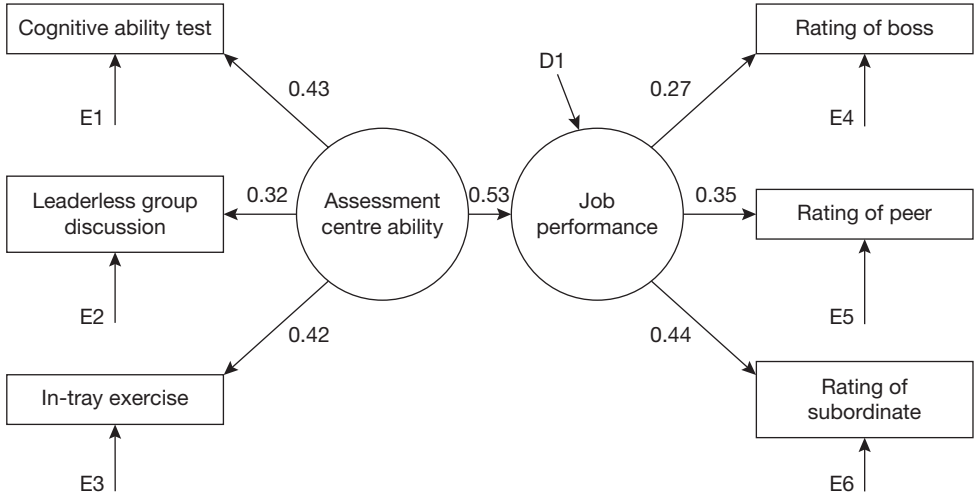 Cognitive ability test
E1
0.43
Leaderless group
discussion
E2
0.32
In-tray exercise
E3
0.42
Assessment
centre ability
0.53
D1
Job
performance
0.27
Rating of boss
E4
0.35
Rating of peer
E5
0.44
Rating of
subordinate
E6